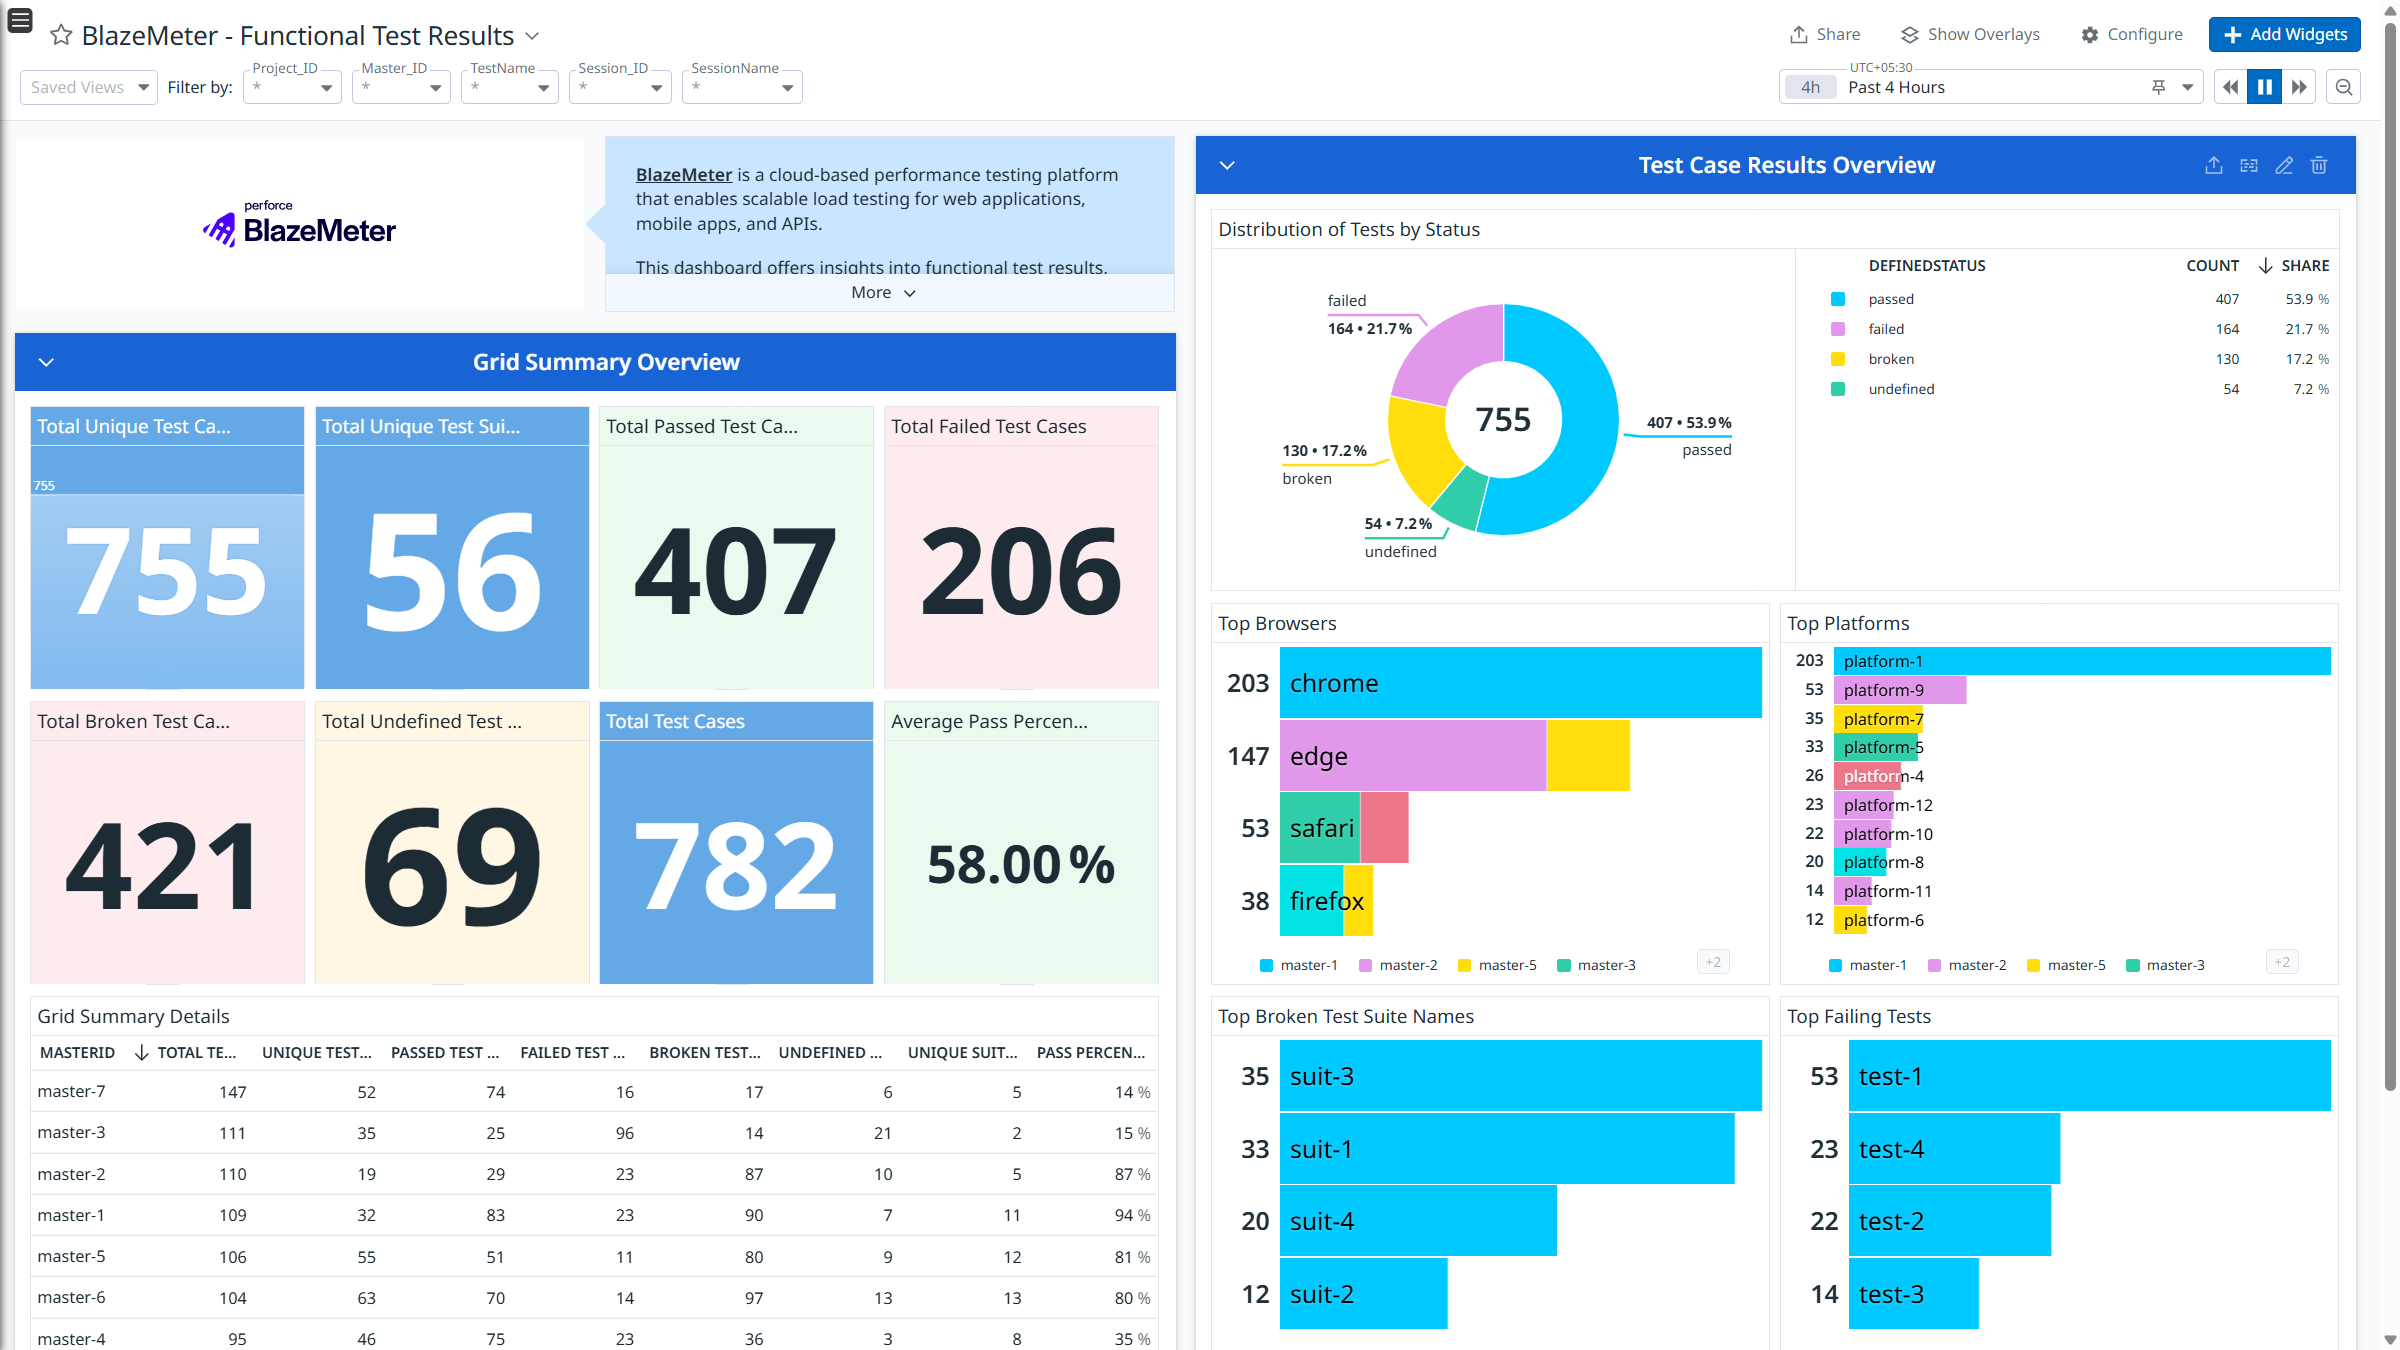 BlazeMeter - Functional Test Results
Share
Show Overlays
Configure
Add Widgets
Saved Views
Filter by:
Project_ID
*
Master_ID
*
TestName
*
Session_ID
*
SessionName
*
UTC+05:30
4h
Past 4 Hours
perforce
BlazeMeter
BlazeMeter is a cloud-based performance testing platform
that enables scalable load testing for web applications,
mobile apps, and APIs.
This dashboard offers insights into functional test results.
More
Grid Summary Overview
Total Unique Test Ca...
755
755
Total Unique Test Sui...
56
Total Passed Test Ca...
407
Total Failed Test Cases
206
Total Broken Test Ca...
421
Total Undefined Test ...
69
Total Test Cases
782
Average Pass Percen...
58.00 %
Grid Summary Details
MASTERID TOTAL TE... UNIQUE TEST... PASSED TEST ... FAILED TEST ... BROKEN TEST... UNDEFINED ... UNIQUE SUIT... PASS PERCEN...
master-7 147 52 74 16 17 6 5 14 %
master-3 111 35 25 96 14 21 2 15 %
master-2 110 19 29 23 87 10 5 87 %
master-1 109 32 83 23 90 7 11 94 %
master-5 106 55 51 11 80 9 12 81 %
master-6 104 63 70 14 97 13 13 80 %
master-4 95 46 75 23 36 3 8 35 %
Test Case Results Overview
Distribution of Tests by Status
failed
164 • 21.7 %
130 • 17.2 %
broken
54 • 7.2 %
undefined
755
407 • 53.9 %
passed
DEFINEDSTATUS COUNT SHARE
passed 407 53.9 %
failed 164 21.7 %
broken 130 17.2 %
undefined 54 7.2 %
Top Browsers
203 chrome
147 edge
53 safari
38 firefox
master-1 master-2 master-5 master-3 +2
Top Platforms
203 platform-1
53 platform-9
35 platform-7
33 platform-5
26 platform-4
23 platform-12
22 platform-10
20 platform-8
14 platform-11
12 platform-6
master-1 master-2 master-5 master-3 +2
Top Broken Test Suite Names
35 suit-3
33 suit-1
20 suit-4
12 suit-2
Top Failing Tests
53 test-1
23 test-4
22 test-2
14 test-3